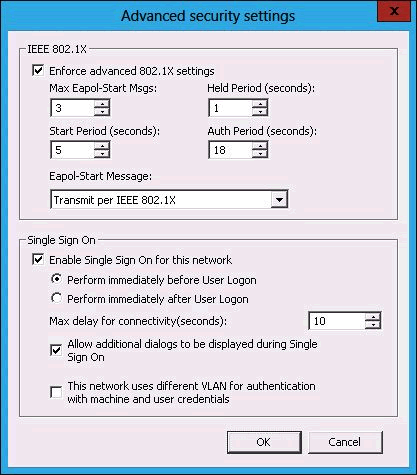 Advanced security settings
x
IEEE 802.1X
Enforce advanced 802.1X settings
Max Eapol-Start Msgs: Held Period (seconds):
3 1
Start Period (seconds): Auth Period (seconds):
5 18
Eapol-Start Message:
Transmit per IEEE 802.1X
Single Sign On
Enable Single Sign On for this network
Perform immediately before User Logon
Perform immediately after User Logon
Max delay for connectivity(seconds): 10
Allow additional dialogs to be displayed during Single
Sign On
This network uses different VLAN for authentication
with machine and user credentials
OK Cancel